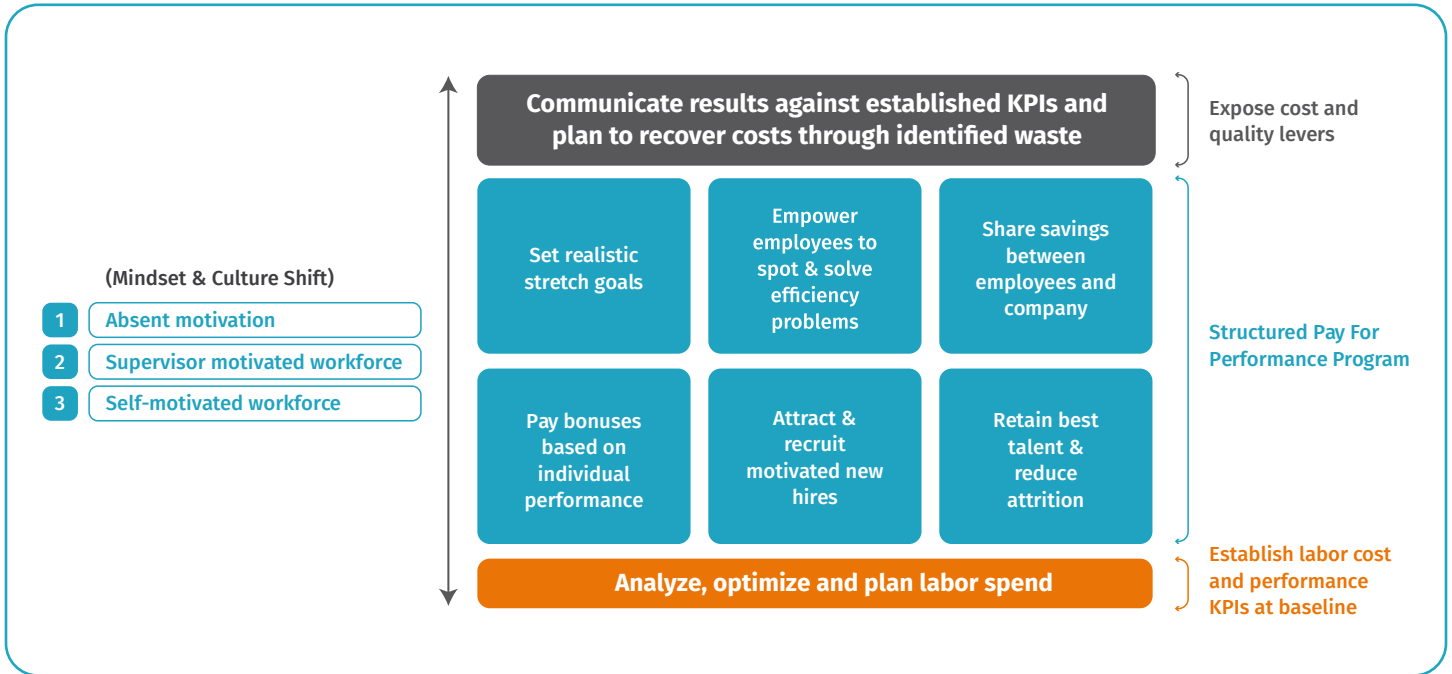 (Mindset & Culture Shift)
1 Absent motivation
2 Supervisor motivated workforce
3 Self-motivated workforce
Communicate results against established KPIs and
plan to recover costs through identified waste
Expose cost and
quality levers
Set realistic
stretch goals
Empower
employees to
spot & solve
efficiency
problems
Share savings
between
employees and
company
Pay bonuses
based on
individual
performance
Attract &
recruit
motivated new
hires
Retain best
talent &
reduce
attrition
Structured Pay For
Performance Program
Analyze, optimize and plan labor spend
Establish labor cost
and performance
KPIs at baseline